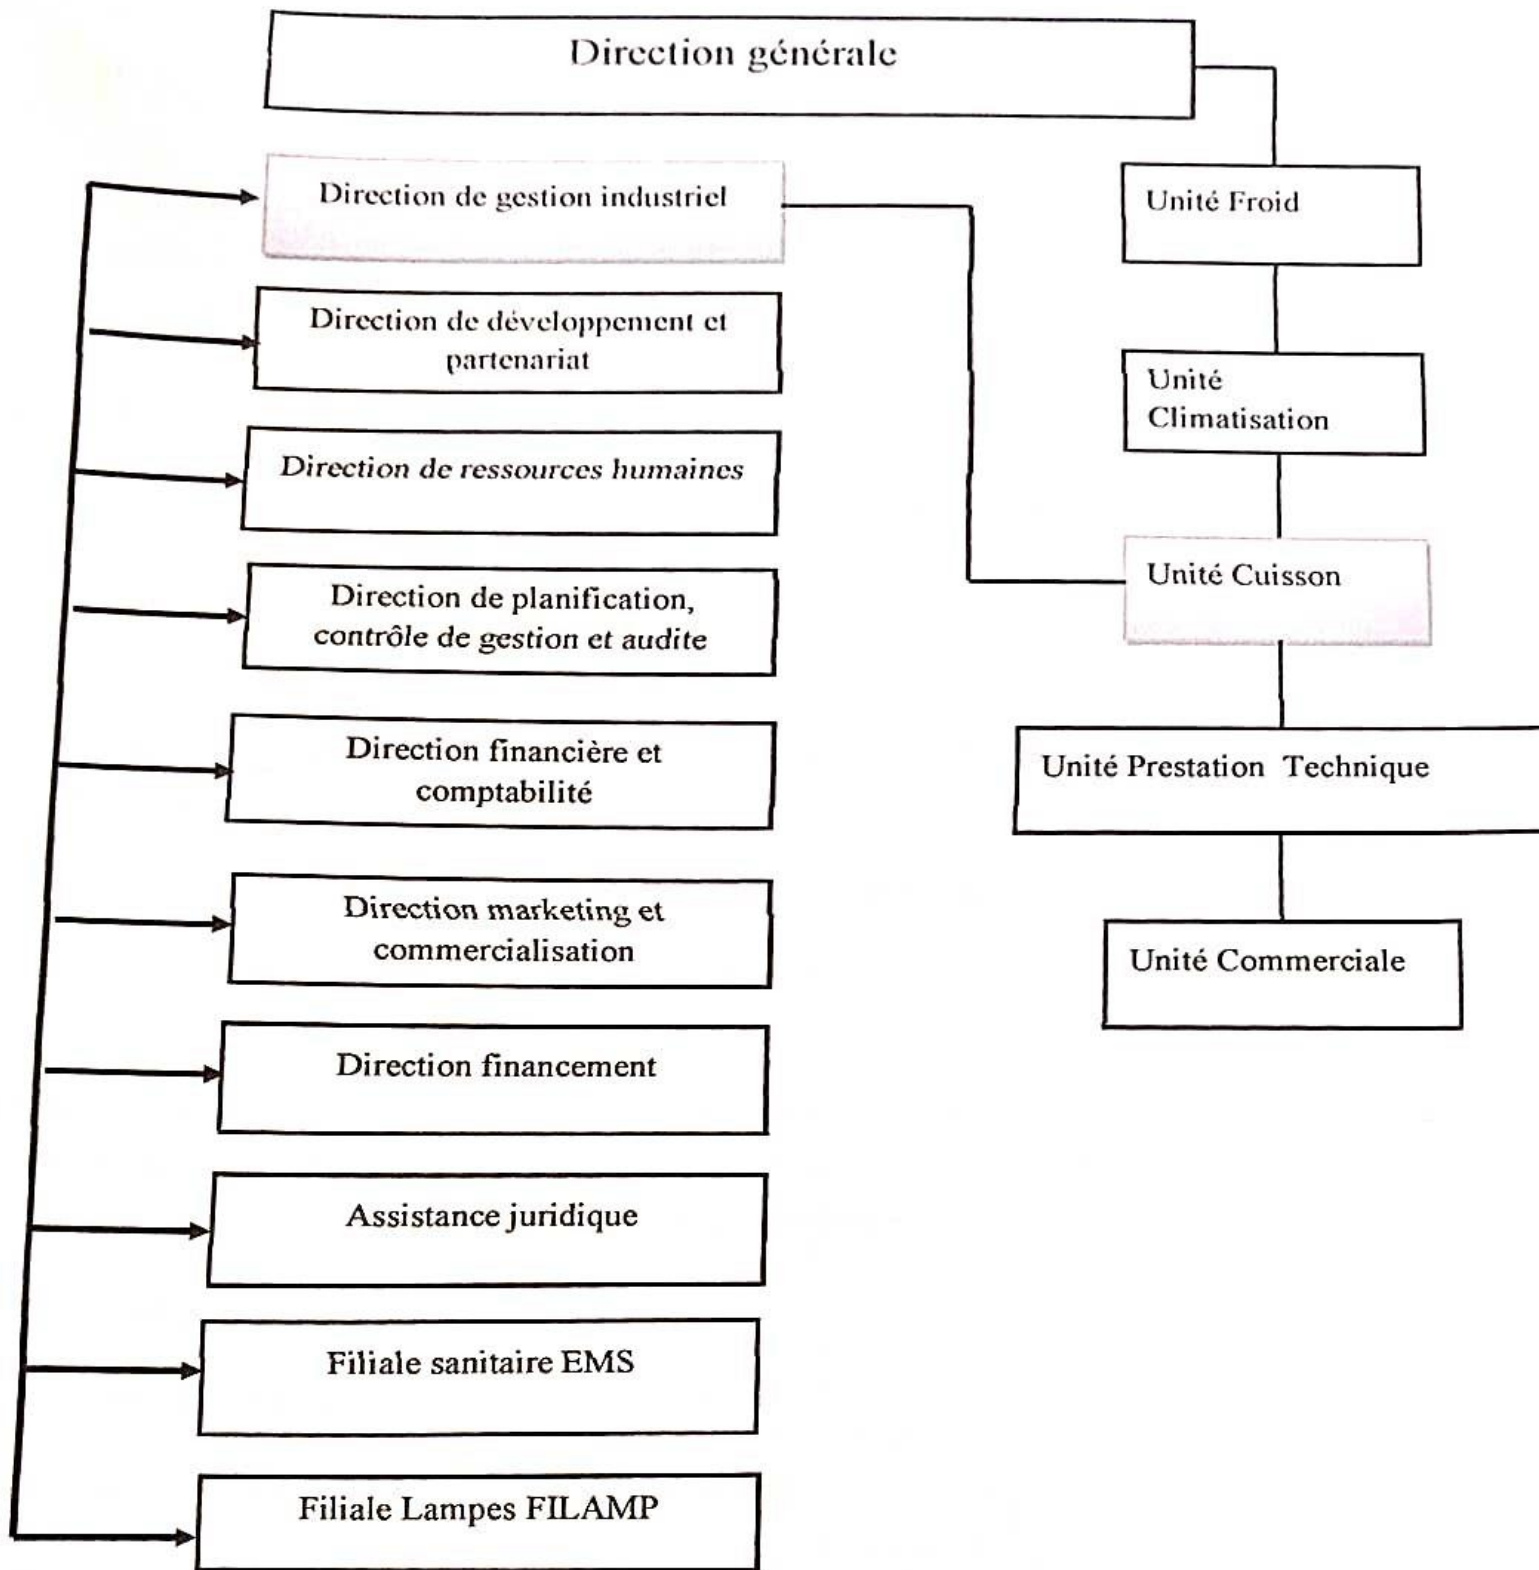 Direction générale
Direction de gestion industriel
Direction de développement et
partenariat
Direction de ressources humaines
Direction de planification,
contrôle de gestion et audite
Direction financière et
comptabilité
Direction marketing et
commercialisation
Direction financement
Assistance juridique
Filiale sanitaire EMS
Filiale Lampes FILAMP
Unité Froid
Unité
Climatisation
Unité Cuisson
Unité Prestation Technique
Unité Commerciale